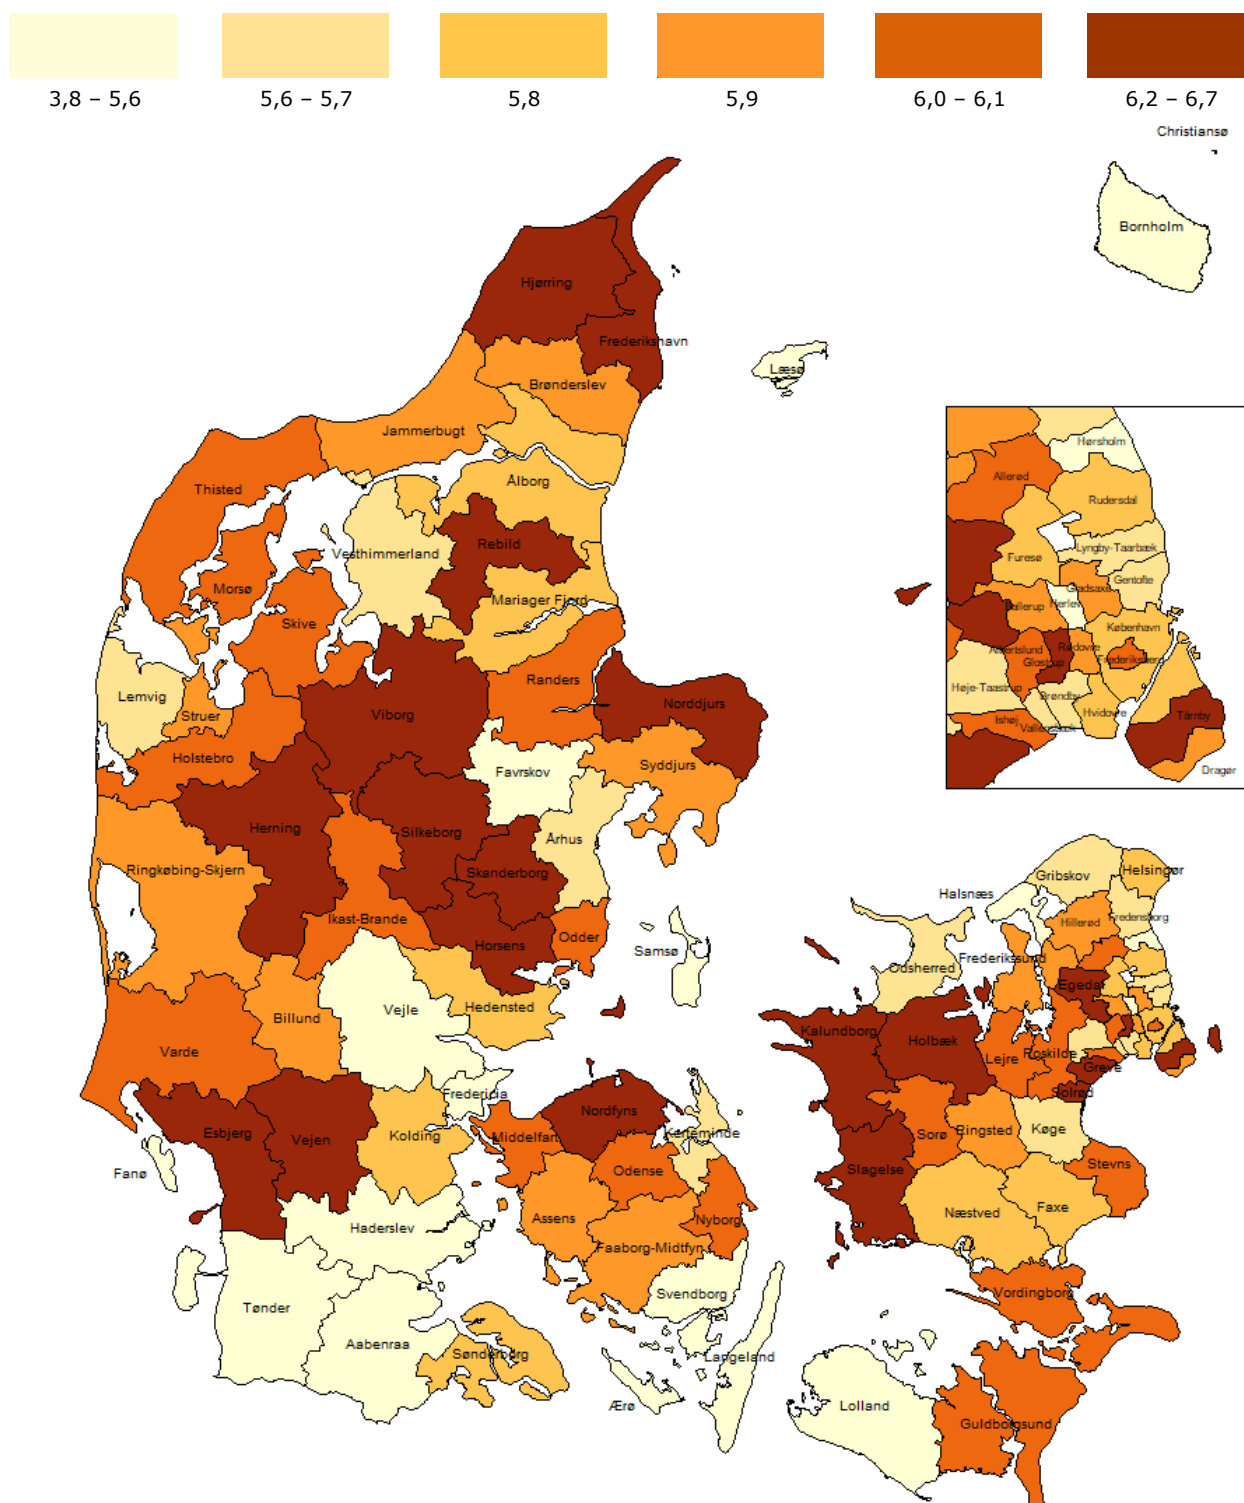 3,8 – 5,6 5,6 – 5,7 5,8 5,9 6,0 – 6,1 6,2 – 6,7
Christiansø
Bornholm
Hjørring
Frederikshavn
Læsø
Brønderslev
Jammerbugt
Hørsholm
Ålborg
Allerød
Thisted
Rudersdal
Rebild
Vesthimmerland
Lyngby-Taarbæk
Furesø
Gentofte
Morsø
Gladsaxe
Mariager Fjord
Ballerup
Herlev
Skive
København
Rødovre
Albertslund
Frederiksberg
Glostrup
Randers
Høje-Taastrup
Lemvig
Brøndby
Norddjurs
Hvidovre
Struer
Viborg
Tårnby
Ishøj
Vallensbæk
Holstebro
Syddjurs
Favrskov
Dragør
Herning
Silkeborg
Århus
Ringkøbing-Skjern
Skanderborg
Helsingør
Gribskov
Halsnæs
Ikast-Brande
Fredensborg
Hillerød
Odder
Horsens
Samsø
Frederikssund
Odsherred
Egedal
Hedensted
Vejle
Billund
Kalundborg
Holbæk
Varde
Lejre
Roskilde
Greve
Fredericia
Solrød
Nordfyns
Esbjerg
Vejen
Kolding
Middelfart
Kerteminde
Sorø
Ringsted
Køge
Stevns
Fanø
Odense
Slagelse
Næstved
Faxe
Assens
Nyborg
Haderslev
Faaborg-Midtfyn
Svendborg
Vordingborg
Tønder
Aabenraa
Sønderborg
Langeland
Ærø
Lolland
Guldborgsund